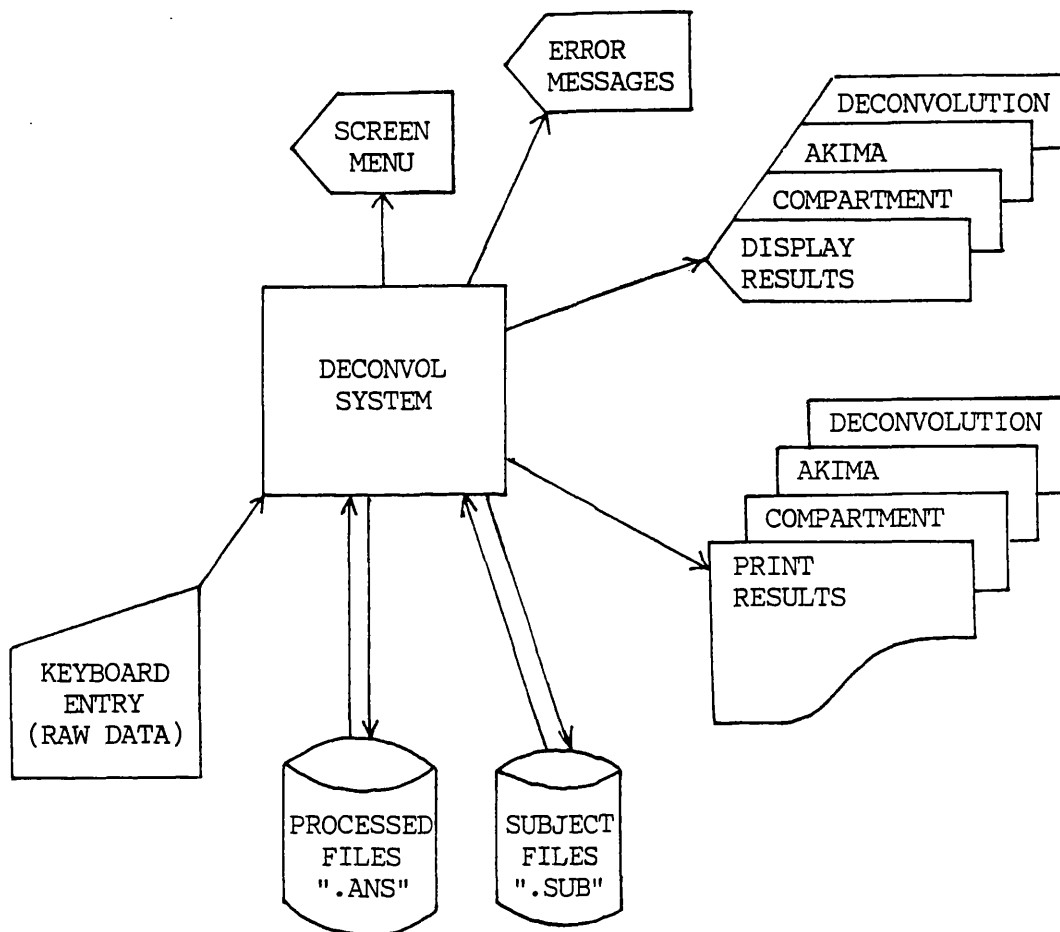 ERROR
MESSAGES
SCREEN
MENU
DECONVOLUTION
AKIMA
COMPARTMENT
DISPLAY
RESULTS
DECONVOL
SYSTEM
DECONVOLUTION
AKIMA
COMPARTMENT
PRINT
RESULTS
KEYBOARD
ENTRY
(RAW DATA)
PROCESSED
FILES
".ANS"
SUBJECT
FILES
".SUB"